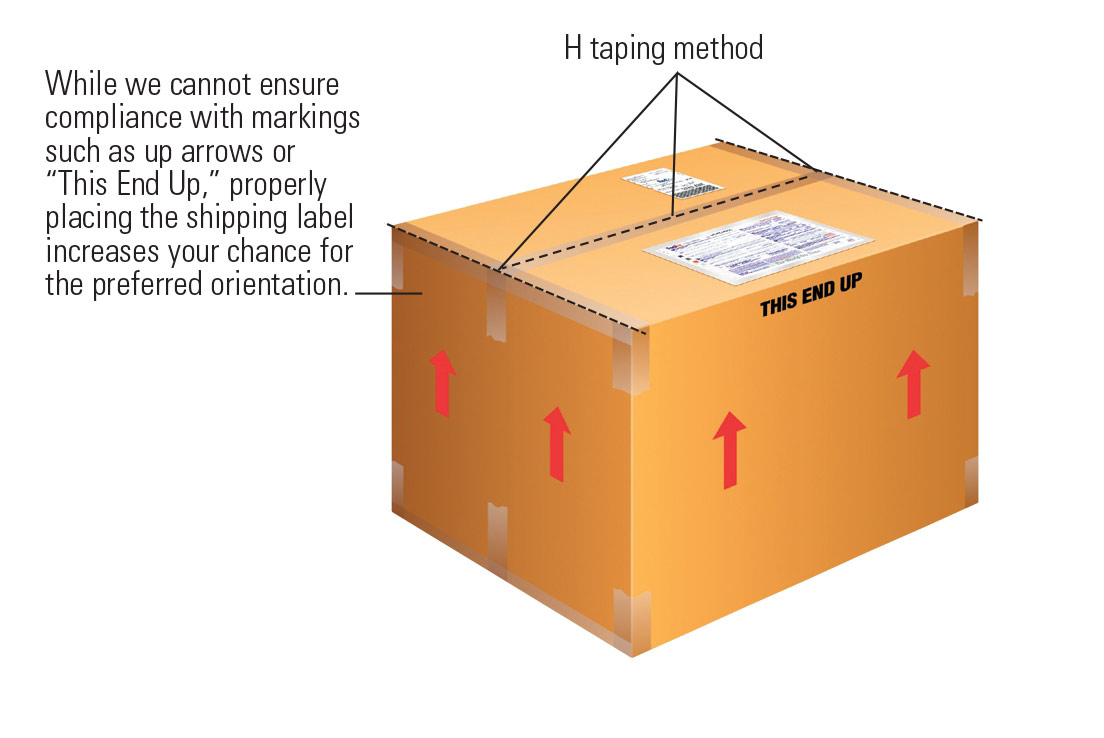 H taping method
While we cannot ensure
compliance with markings
such as up arrows or
“This End Up,” properly
placing the shipping label
increases your chance for
the preferred orientation.
THIS END UP